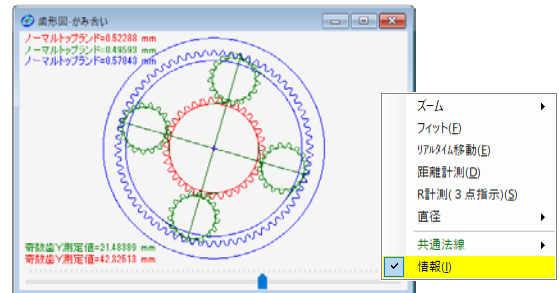 歯形図-かみ合い
ノーマルトップランド=0.52288 mm
ノーマルトップランド=0.49593 mm
ノーマルトップランド=0.57843 mm
奇数歯Y測定値=21.48389 mm
奇数歯Y測定値=42.32513 mm
ズーム
フィット(F)
リアルタイム移動(E)
距離計測(D)
R計測(３点指示)(S)
直径
共通法線
情報(I)